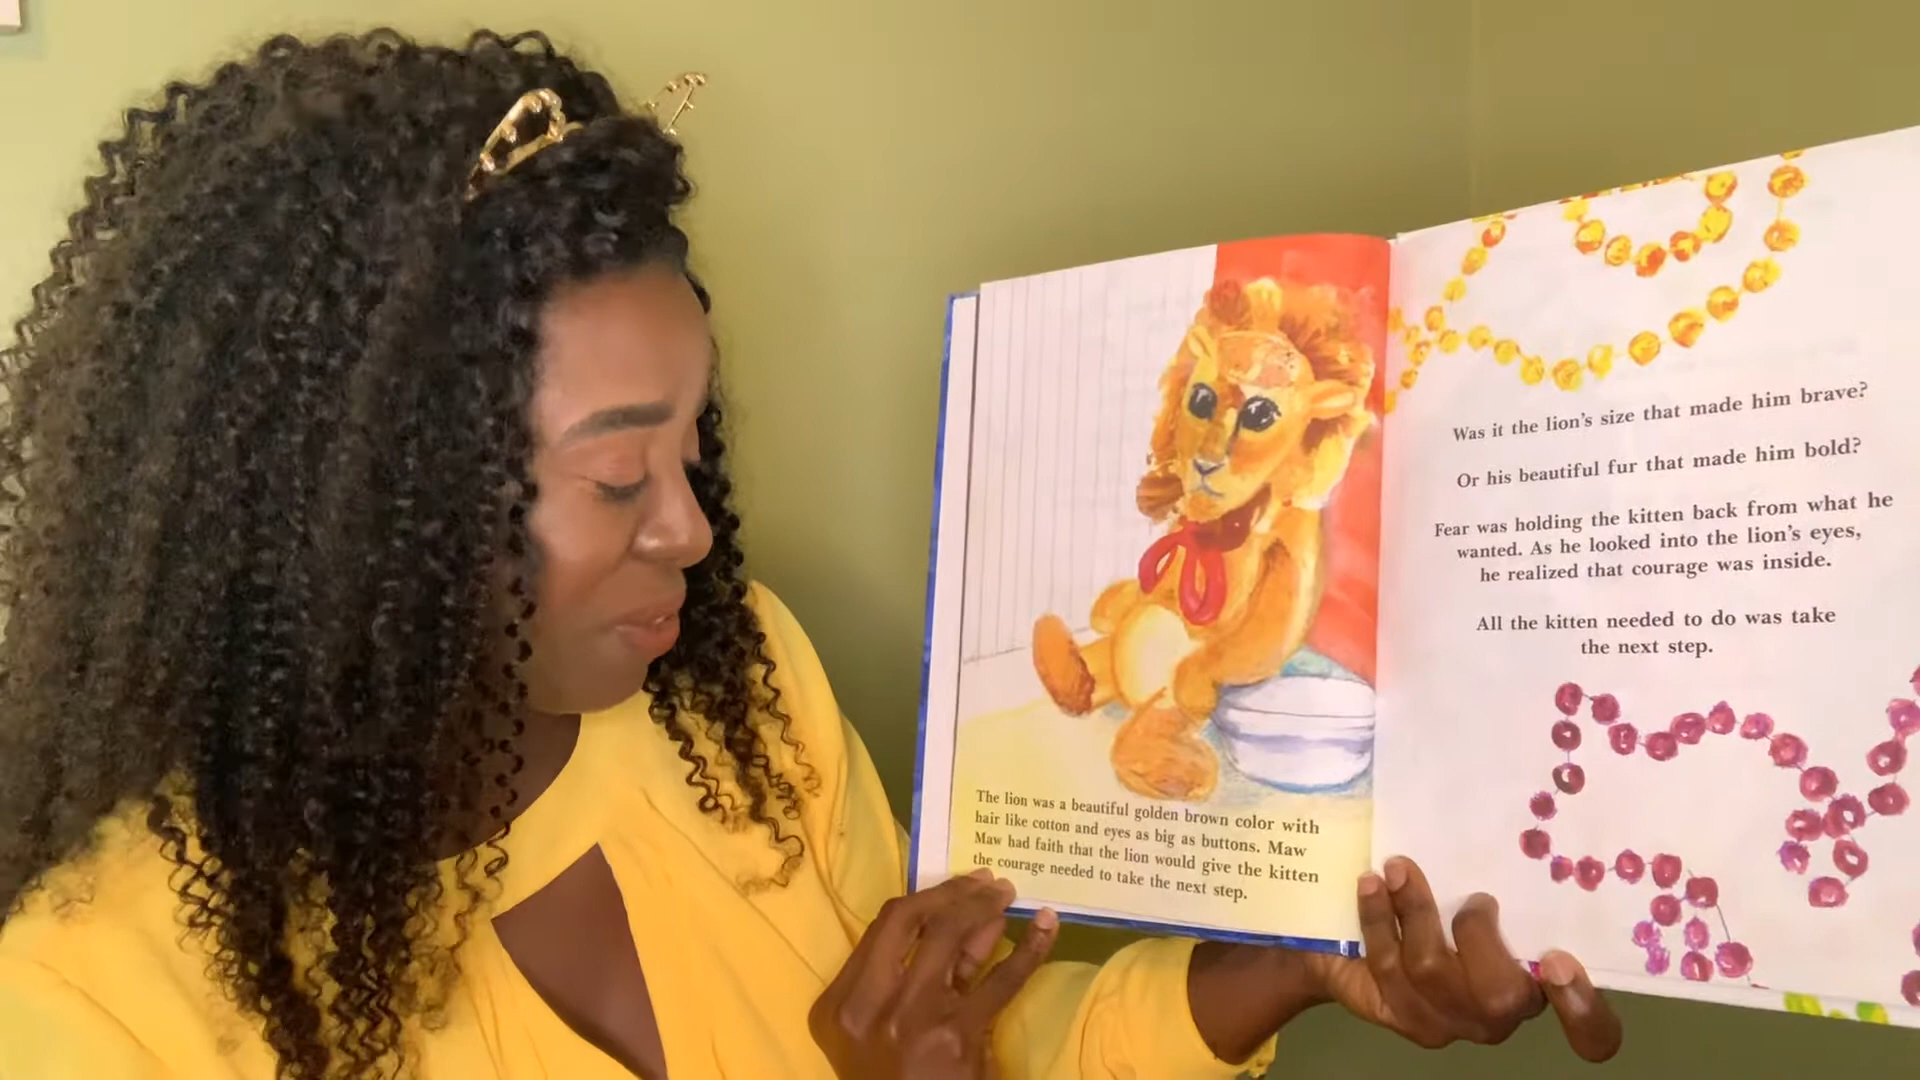 The lion was a beautiful golden brown color with
hair like cotton and eyes as big as buttons. Maw
Maw had faith that the lion would give the kitten
the courage needed to take the next step.
Was it the lion's size that made him brave?
Or his beautiful fur that made him bold?
Fear was holding the kitten back from what he
wanted. As he looked into the lion's eyes,
he realized that courage was inside.
All the kitten needed to do was take
the next step.